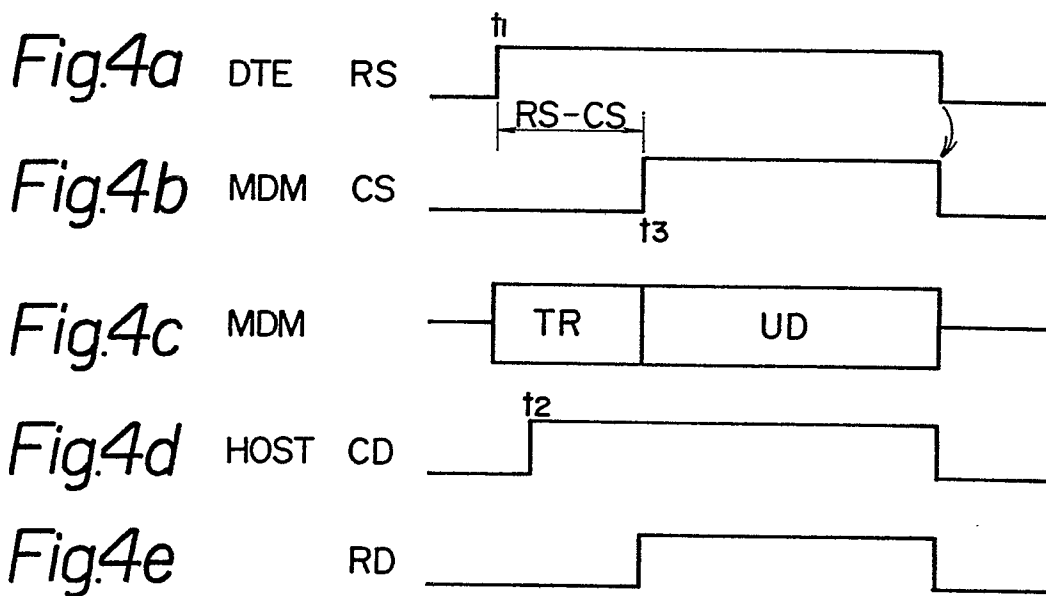 t1
Fig.4a DTE RS
RS-CS
Fig.4b MDM CS
t3
Fig.4c MDM TR UD
t2
Fig.4d HOST CD
Fig.4e RD